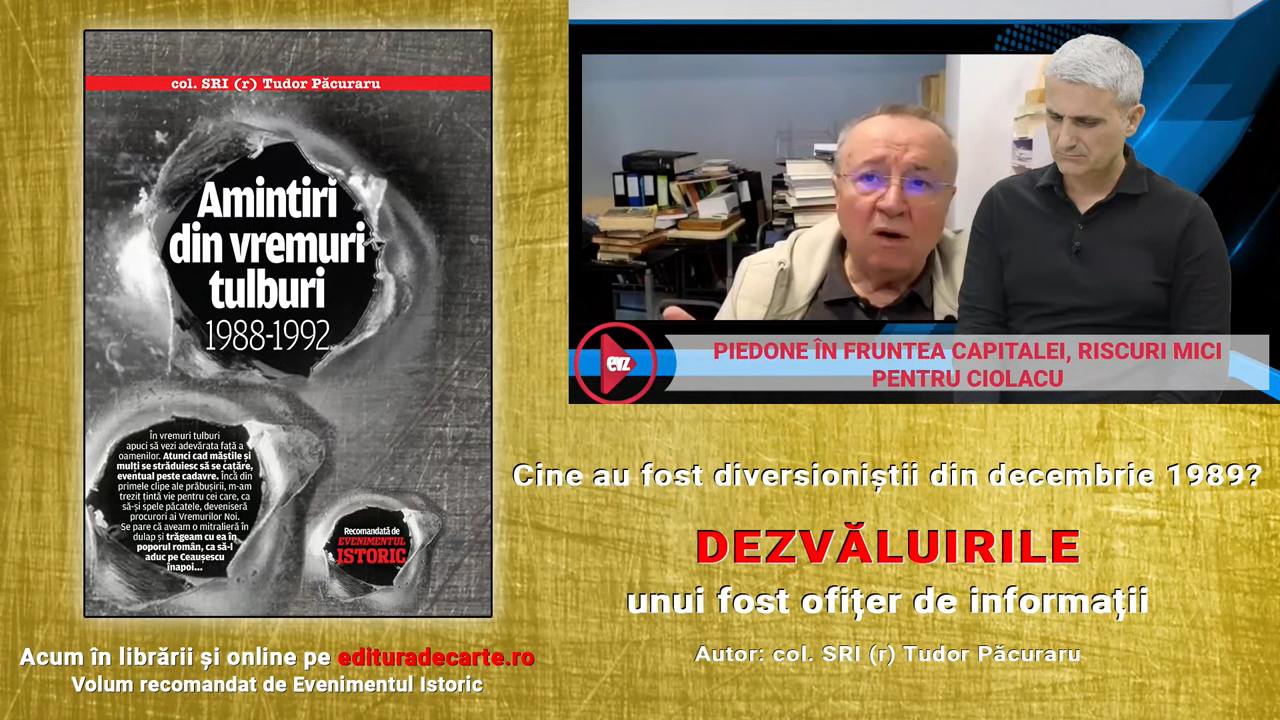 col. SRI (r) Tudor Păcuraru
Amintiri
din vremuri
tulburi
1988-1992
În vremuri tulburi
apuci să vezi adevărata față a
oamenilor. Atunci cad măștile și
mulți se străduiesc să se cațăre,
eventual peste cadavre. Încă din
primele clipe ale prăbușirii, m-am
trezit țintă vie pentru cei care, ca
să-și spele păcatele, deveniseră
procurori ai Vremurilor Noi.
Se pare că aveam o mitralieră în
dulap și trăgeam cu ea în
poporul român, ca să-l
aduc pe Ceaușescu
înapoi...
Recomandată de
EVENIMENTUL
ISTORIC
Acum în librării și online pe edituradecarte.ro
Volum recomandat de Evenimentul Istoric
evz
PIEDONE ÎN FRUNTEA CAPITALEI, RISCURI MICI
PENTRU CIOLACU
Cine au fost diversioniștii din decembrie 1989?
DEZVĂLUIRILE
unui fost ofițer de informații
Autor: col. SRI (r) Tudor Păcuraru